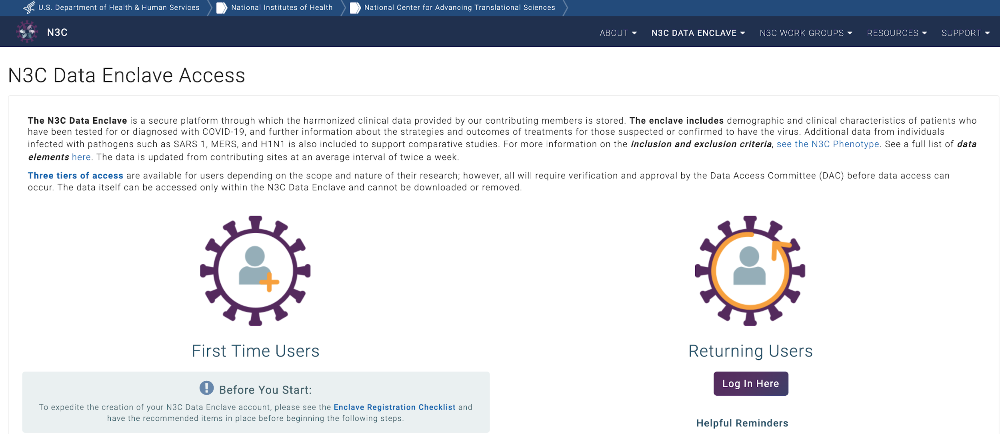 U.S. Department of Health & Human Services
National Institutes of Health
National Center for Advancing Translational Sciences
N3C
ABOUT
N3C DATA ENCLAVE
N3C WORK GROUPS
RESOURCES
SUPPORT
N3C Data Enclave Access
The N3C Data Enclave is a secure platform through which the harmonized clinical data provided by our contributing members is stored. The enclave includes demographic and clinical characteristics of patients who
have been tested for or diagnosed with COVID-19, and further information about the strategies and outcomes of treatments for those suspected or confirmed to have the virus. Additional data from individuals
infected with pathogens such as SARS 1, MERS, and H1N1 is also included to support comparative studies. For more information on the inclusion and exclusion criteria, see the N3C Phenotype. See a full list of data
elements here. The data is updated from contributing sites at an average interval of twice a week.
Three tiers of access are available for users depending on the scope and nature of their research; however, all will require verification and approval by the Data Access Committee (DAC) before data access can
occur. The data itself can be accessed only within the N3C Data Enclave and cannot be downloaded or removed.
First Time Users
Before You Start:
To expedite the creation of your N3C Data Enclave account, please see the Enclave Registration Checklist and
have the recommended items in place before beginning the following steps.
Returning Users
Log In Here
Helpful Reminders